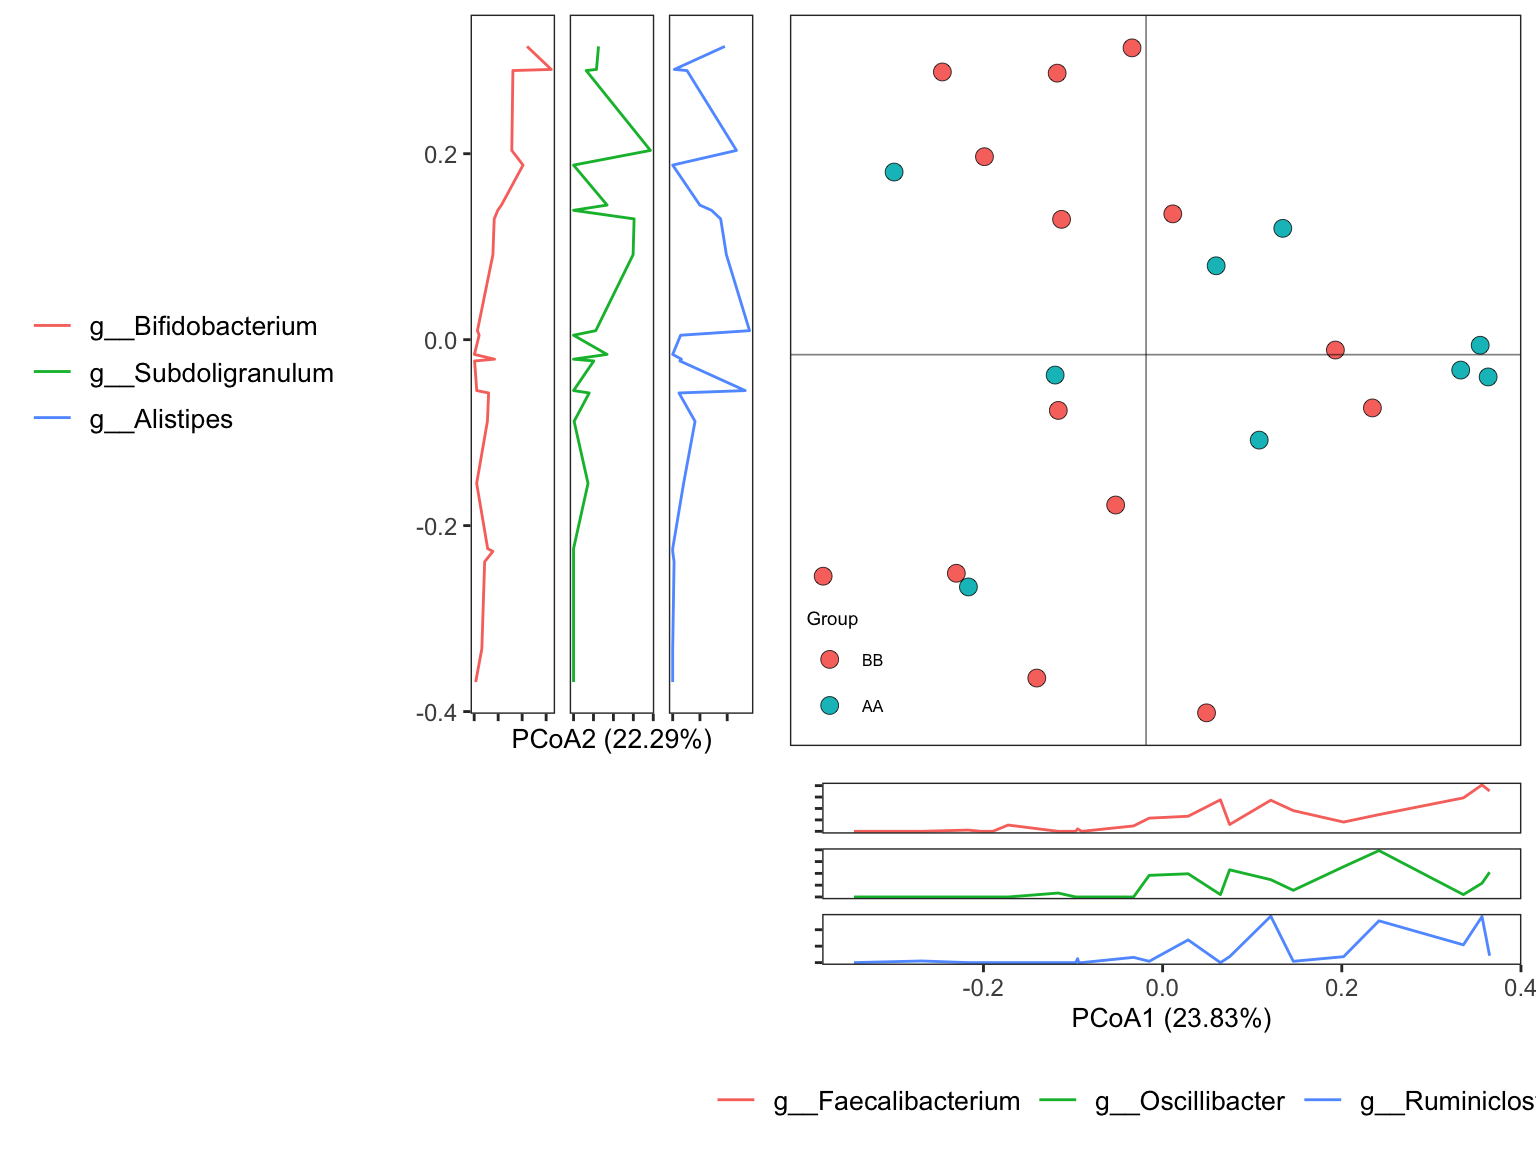 0.2
0.0
-0.2
-0.4
g__Bifidobacterium
g__Subdoligranulum
g__Alistipes
PCoA2 (22.29%)
Group
BB
AA
-0.2 0.0 0.2 0.4
PCoA1 (23.83%)
g__Faecalibacterium g__Oscillibacter